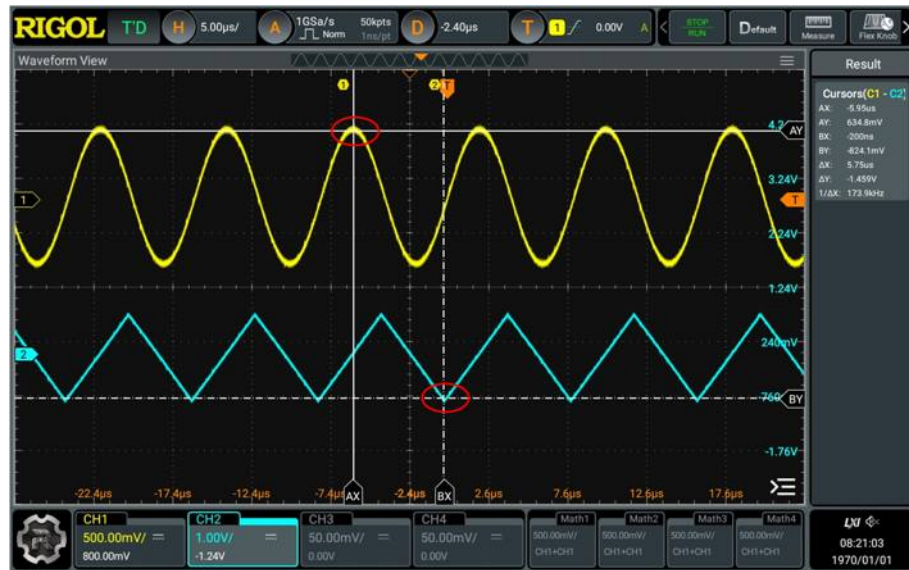 RIGOL T'D H 5.00μs/ A 1GSa/s 50kpts Norm 1ns/pt D -2.40μs T 1 0.00V A STOP RUN Default Measure Flex Knob
Waveform View
Result
1
2
T
Cursors(C1 - C2)
AX: -5.95us
AY: 634.8mV
BX: -200ns
BY: -824.1mV
ΔX: 5.75us
ΔY: -1.459V
1/ΔX: 173.9kHz
AY
3.24V
1
T
2.24V
1.24V
2
240mV
-760
BY
-1.76V
-22.4μs -17.4μs -12.4μs -7.4μs AX -2.4μs BX 2.6μs 7.6μs 12.6μs 17.6μs
CH1 CH2 CH3 CH4 Math1 Math2 Math3 Math4
500.00mV/ 1.00V/ 50.00mV/ 50.00mV/ 500.00mV/ 500.00mV/ 500.00mV/ 500.00mV/
800.00mV -1.24V 0.00V 0.00V CH1+CH1 CH1+CH1 CH1+CH1 CH1+CH1
LXI
08:21:03
1970/01/01